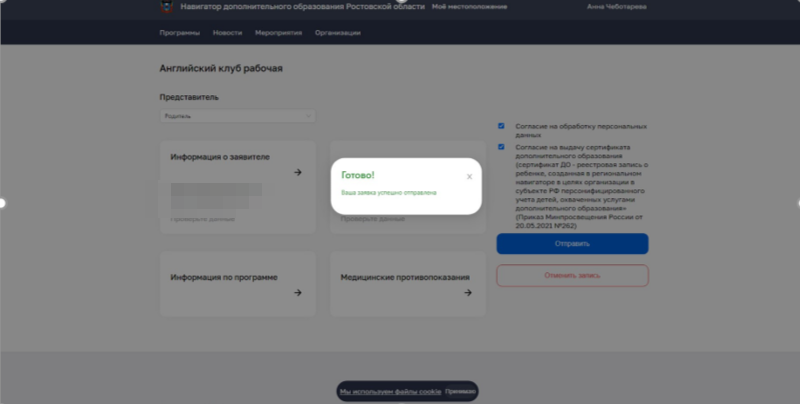 Навигатор дополнительного образования Ростовской области Моё местоположение Анна Чеботарева
Программы Новости Мероприятия Организации
Английский клуб рабочая
Представитель
Родитель
Информация о заявителе
Проверьте данные
Проверьте данные
Готово!
x
Ваша заявка успешно отправлена
Информация по программе
Медицинские противопоказания
Согласие на обработку персональных
данных
Согласие на выдачу сертификата
дополнительного образования
(сертификат ДО - реестровая запись о
ребенке, созданная в региональном
навигаторе в целях организации в
субъекте РФ персонифицированного
учета детей, охваченных услугами
дополнительного образования»
(Приказ Минпросвещения России от
20.05.2021 №262)
Отправить
Отменить запись
Мы используем файлы cookie Принимаю